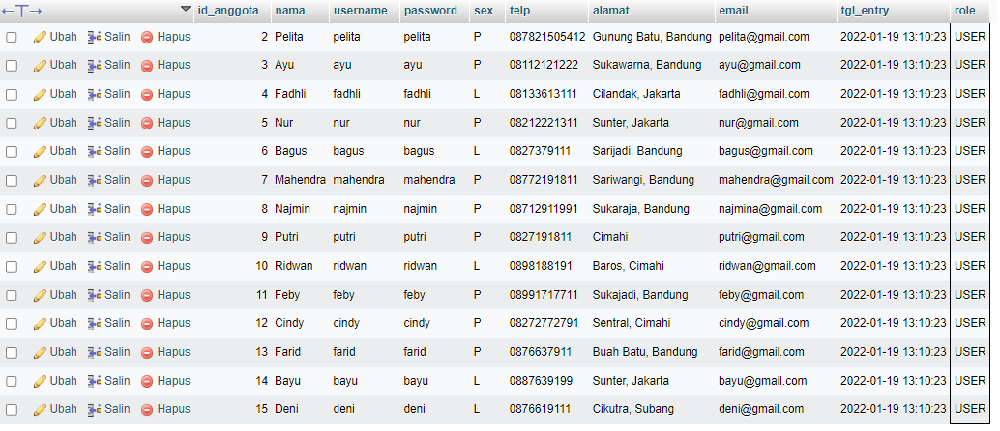 ←T→ id_anggota nama username password sex telp alamat email tgl_entry role
Ubah Salin Hapus 2 Pelita pelita pelita P 087821505412 Gunung Batu, Bandung pelita@gmail.com 2022-01-19 13:10:23 USER
Ubah Salin Hapus 3 Ayu ayu ayu P 08112121222 Sukawarna, Bandung ayu@gmail.com 2022-01-19 13:10:23 USER
Ubah Salin Hapus 4 Fadhli fadhli fadhli L 08133613111 Cilandak, Jakarta fadhli@gmail.com 2022-01-19 13:10:23 USER
Ubah Salin Hapus 5 Nur nur nur P 08212221311 Sunter, Jakarta nur@gmail.com 2022-01-19 13:10:23 USER
Ubah Salin Hapus 6 Bagus bagus bagus L 0827379111 Sarijadi, Bandung bagus@gmail.com 2022-01-19 13:10:23 USER
Ubah Salin Hapus 7 Mahendra mahendra mahendra P 08772191811 Sariwangi, Bandung mahendra@gmail.com 2022-01-19 13:10:23 USER
Ubah Salin Hapus 8 Najmin najmin najmin P 08712911991 Sukaraja, Bandung najmina@gmail.com 2022-01-19 13:10:23 USER
Ubah Salin Hapus 9 Putri putri putri P 0827191811 Cimahi putri@gmail.com 2022-01-19 13:10:23 USER
Ubah Salin Hapus 10 Ridwan ridwan ridwan L 0898188191 Baros, Cimahi ridwan@gmail.com 2022-01-19 13:10:23 USER
Ubah Salin Hapus 11 Feby feby feby P 08991717711 Sukajadi, Bandung feby@gmail.com 2022-01-19 13:10:23 USER
Ubah Salin Hapus 12 Cindy cindy cindy P 08272772791 Sentral, Cimahi cindy@gmail.com 2022-01-19 13:10:23 USER
Ubah Salin Hapus 13 Farid farid farid P 0876637911 Buah Batu, Bandung farid@gmail.com 2022-01-19 13:10:23 USER
Ubah Salin Hapus 14 Bayu bayu bayu L 0887639199 Sunter, Jakarta bayu@gmail.com 2022-01-19 13:10:23 USER
Ubah Salin Hapus 15 Deni deni deni L 0876619111 Cikutra, Subang deni@gmail.com 2022-01-19 13:10:23 USER